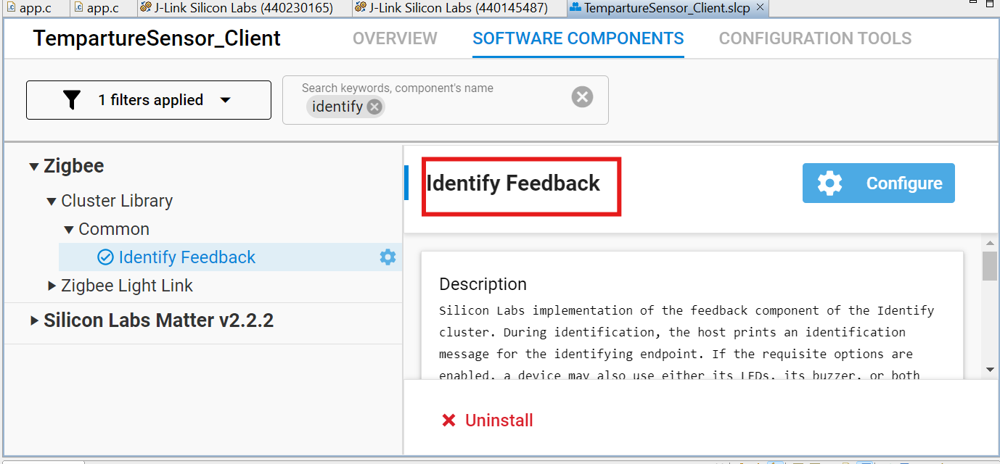 app.c
app.c
J-Link Silicon Labs (440230165)
J-Link Silicon Labs (440145487)
TempartureSensor_Client.slcp
TempartureSensor_Client
OVERVIEW
SOFTWARE COMPONENTS
CONFIGURATION TOOLS
1 filters applied
Search keywords, component's name
identify
Zigbee
Cluster Library
Common
Identify Feedback
Zigbee Light Link
Silicon Labs Matter v2.2.2
Identify Feedback
Configure
Description
Silicon Labs implementation of the feedback component of the Identify
cluster. During identification, the host prints an identification
message for the identifying endpoint. If the requisite options are
enabled, a device may also use either its LEDs, its buzzer, or both
Uninstall